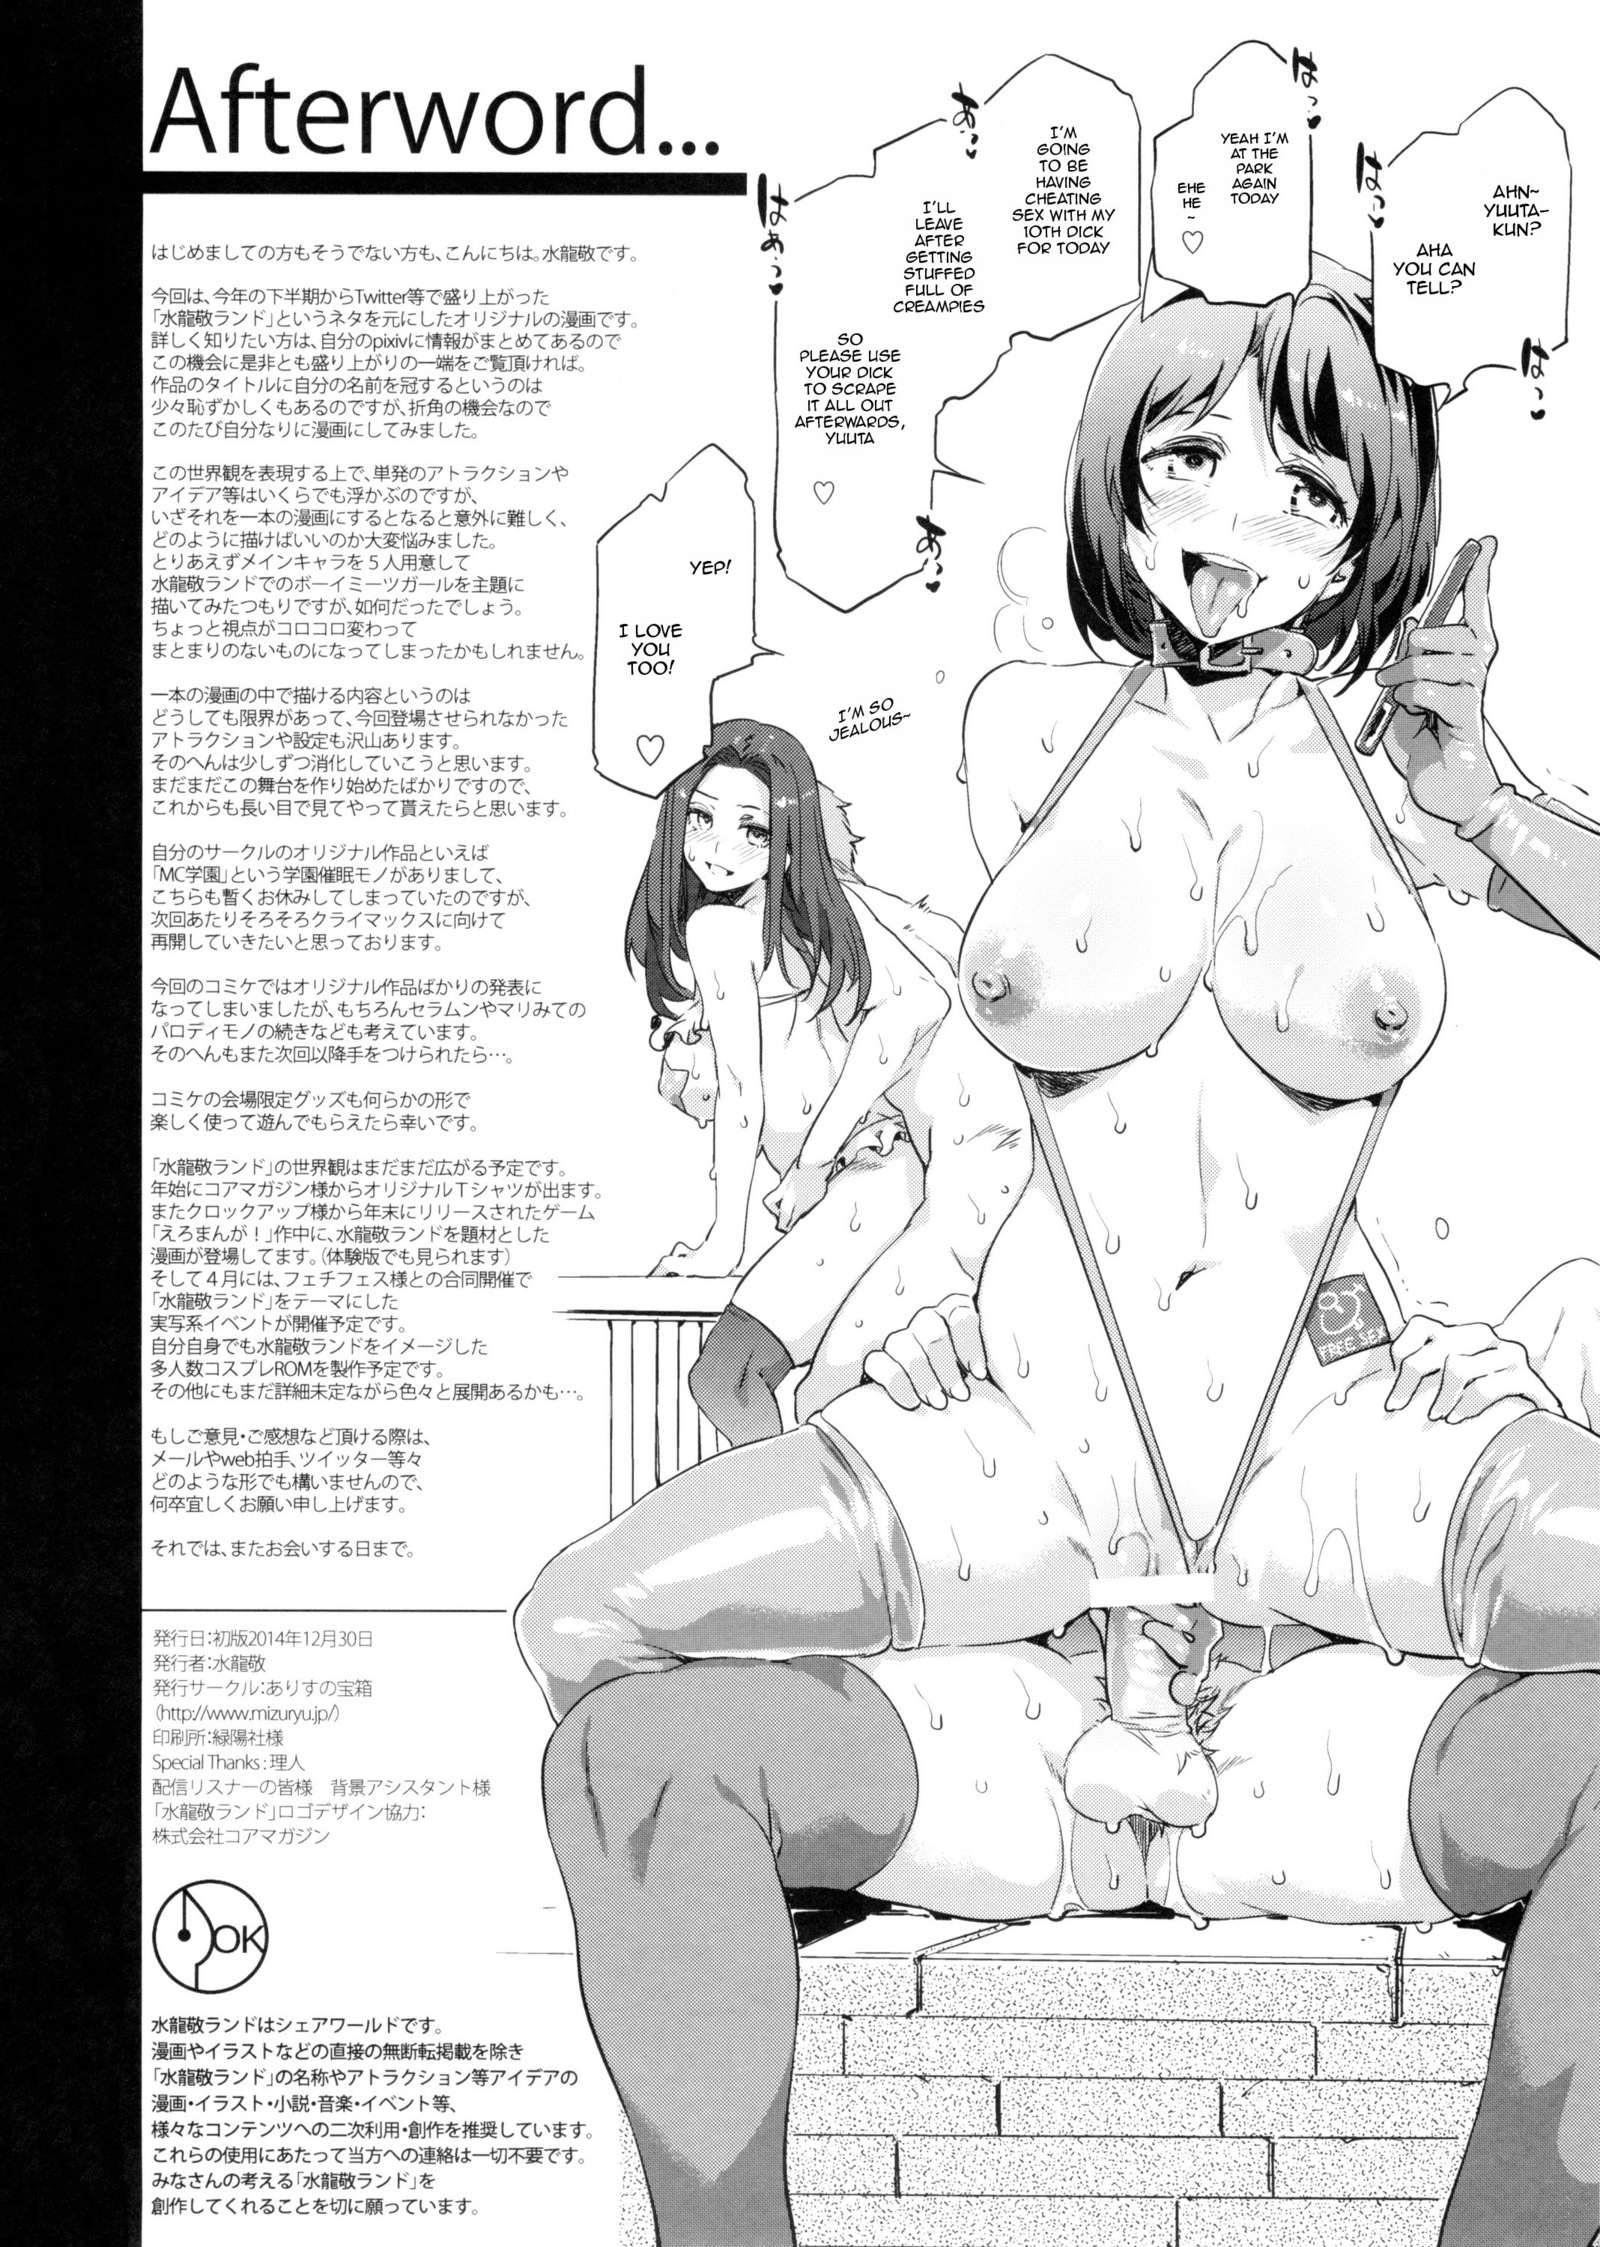 Afterword...
はじめましての方もそうでない方も、こんにちは。水龍敬です。
今回は、今年の下半期からTwitter等で盛り上がった
「水龍敬ランド」というネタを元にしたオリジナルの漫画です。
詳しく知りたい方は、自分のpixivに情報がまとめてあるので
この機会に是非とも盛り上がりの一端をご覧頂ければ。
作品のタイトルに自分の名前を冠するというのは
少々恥ずかしくもあるのですが、折角の機会なので
このたび自分なりに漫画にしてみました。
この世界観を表現する上で、単発のアトラクションや
アイデア等はいくらでも浮かぶのですが、
いざそれを一本の漫画にするとなると意外に難しく、
どのように描けばいいのか大変悩みました。
とりあえずメインキャラを5人用意して
水龍敬ランドでのボーイミーツガールを主題に
描いてみたつもりですが、如何だったでしょう。
ちょっと視点がコロコロ変わって
まとまりのないものになってしまったかもしれません。
一本の漫画の中で描ける内容というのは
どうしても限界があって、今回登場させられなかった
アトラクションや設定も沢山あります。
そのへんは少しずつ消化していこうと思います。
まだまだこの舞台を作り始めたばかりですので、
これからも長い目で見てやって貰えたらと思います。
自分のサークルのオリジナル作品といえば
「MC学園」という学園催眠モノがありまして、
こちらも暫くお休みしてしまっていたのですが、
次回あたりそろそろクライマックスに向けて
再開していきたいと思っております。
今回のコミケではオリジナル作品ばかりの発表に
なってしまいましたが、もちろんセラムンやマリみての
パロディモノの続きなども考えています。
そのへんもまた次回以降手をつけられたら…。
コミケの会場限定グッズも何らかの形で
楽しく使って遊んでもらえたら幸いです。
「水龍敬ランド」の世界観はまだまだ広がる予定です。
年始にコアマガジン様からオリジナルTシャツが出ます。
またクロックアップ様から年末にリリースされたゲーム
「えろまんが！」作中に、水龍敬ランドを題材とした
漫画が登場してます。（体験版でも見られます）
そして4月には、フェチフェス様との合同開催で
「水龍敬ランド」をテーマにした
実写系イベントが開催予定です。
自分自身でも水龍敬ランドをイメージした
多人数コスプレROMを製作予定です。
その他にもまだ詳細未定ながら色々と展開あるかも…。
もしご意見・ご感想など頂ける際は、
メールやweb拍手、ツイッター等々
どのような形でも構いませんので、
何卒宜しくお願い申し上げます。
それでは、またお会いする日まで。
発行日：初版2014年12月30日
発行者：水龍敬
発行サークル：ありすの宝箱
（http://www.mizuryu.jp/）
印刷所：緑陽社様
Special Thanks：理人
配信リスナーの皆様　背景アシスタント様
「水龍敬ランド」ロゴデザイン協力：
株式会社コアマガジン
OK
水龍敬ランドはシェアワールドです。
漫画やイラストなどの直接の無断転掲載を除き
「水龍敬ランド」の名称やアトラクション等アイデアの
漫画・イラスト・小説・音楽・イベント等、
様々なコンテンツへの二次利用・創作を推奨しています。
これらの使用にあたって当方への連絡は一切不要です。
みなさんの考える「水龍敬ランド」を
創作してくれることを切に願っています。
AHN~
YUUTA-
KUN?
AHA
YOU CAN
TELL?
はっ
はっ
はっ
YEAH I'M
AT THE
PARK
AGAIN
TODAY
EHE
HE
~
♡
I'M
GOING
TO BE
HAVING
CHEATING
SEX WITH MY
10TH DICK
FOR TODAY
あっ
I'LL
LEAVE
AFTER
GETTING
STUFFED
FULL OF
CREAMPIES
はぁっ
SO
PLEASE USE
YOUR DICK
TO SCRAPE
IT ALL OUT
AFTERWARDS,
YUUTA
♡
あっ
YEP!
I LOVE
YOU
TOO!
♡
I'M SO
JEALOUS~
FREE SEX